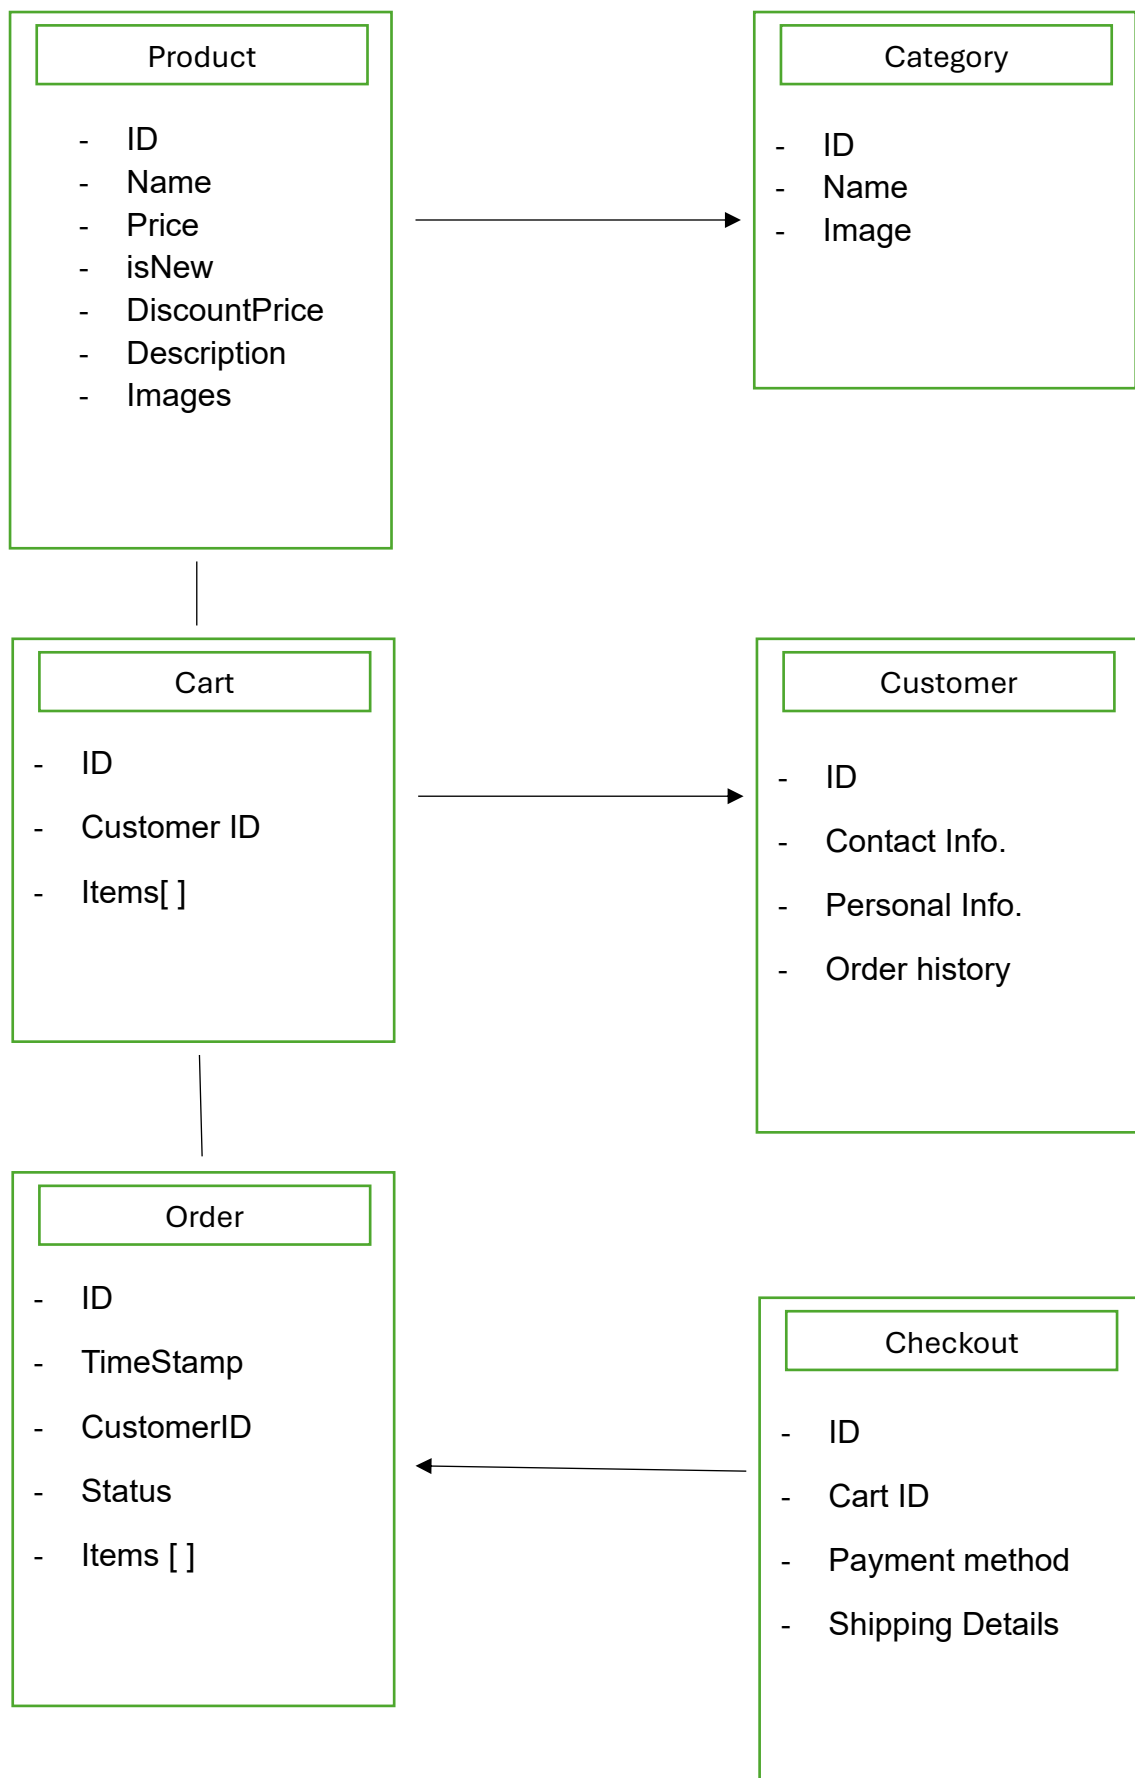 Product
- ID
- Name
- Price
- isNew
- DiscountPrice
- Description
- Images
Category
- ID
- Name
- Image
Cart
- ID
- Customer ID
- Items[ ]
Customer
- ID
- Contact Info.
- Personal Info.
- Order history
Order
- ID
- TimeStamp
- CustomerID
- Status
- Items [ ]
Checkout
- ID
- Cart ID
- Payment method
- Shipping Details